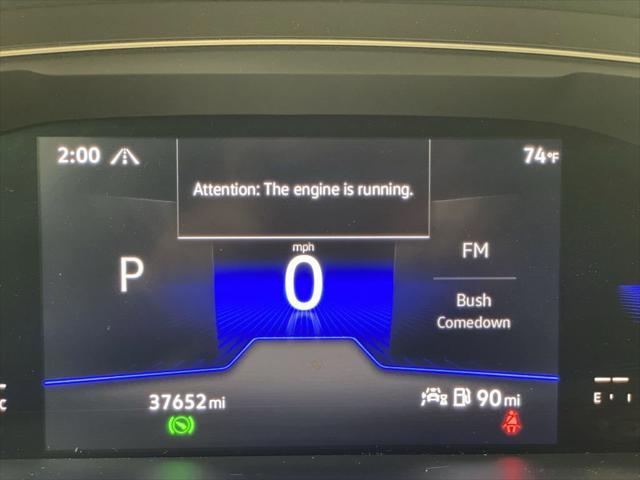 2:00
74°F
Attention: The engine is running.
mph
P
0
FM
Bush
Comedown
37652 mi
90 mi
C
E